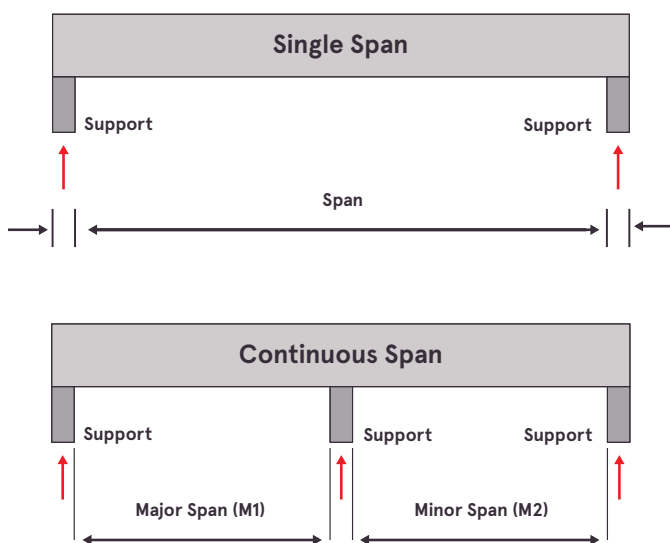 Single Span
Support
Support
Span
Continuous Span
Support
Support
Support
Major Span (M1)
Minor Span (M2)